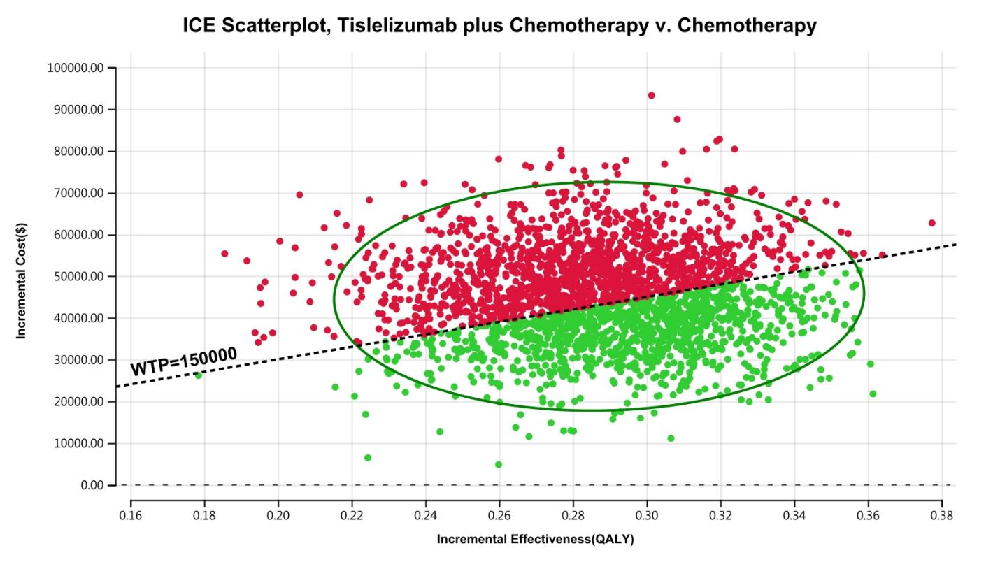 ICE Scatterplot, Tislelizumab plus Chemotherapy v. Chemotherapy
100000.00
90000.00
80000.00
70000.00
60000.00
50000.00
40000.00
30000.00
20000.00
10000.00
0.00
Incremental Cost($)
WTP=150000
0.16 0.18 0.20 0.22 0.24 0.26 0.28 0.30 0.32 0.34 0.36 0.38
Incremental Effectiveness(QALY)